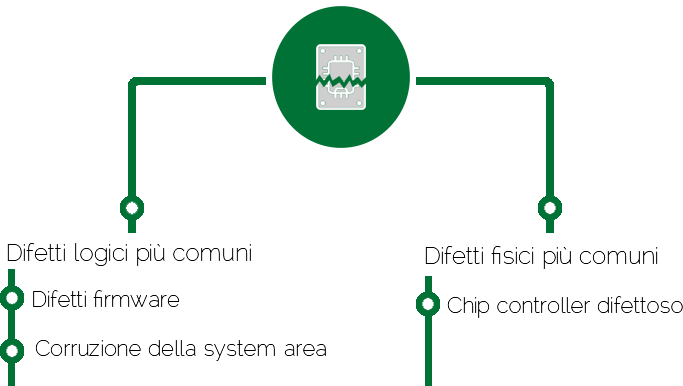 Difetti logici più comuni
Difetti firmware
Corruzione della system area
Difetti fisici più comuni
Chip controller difettoso